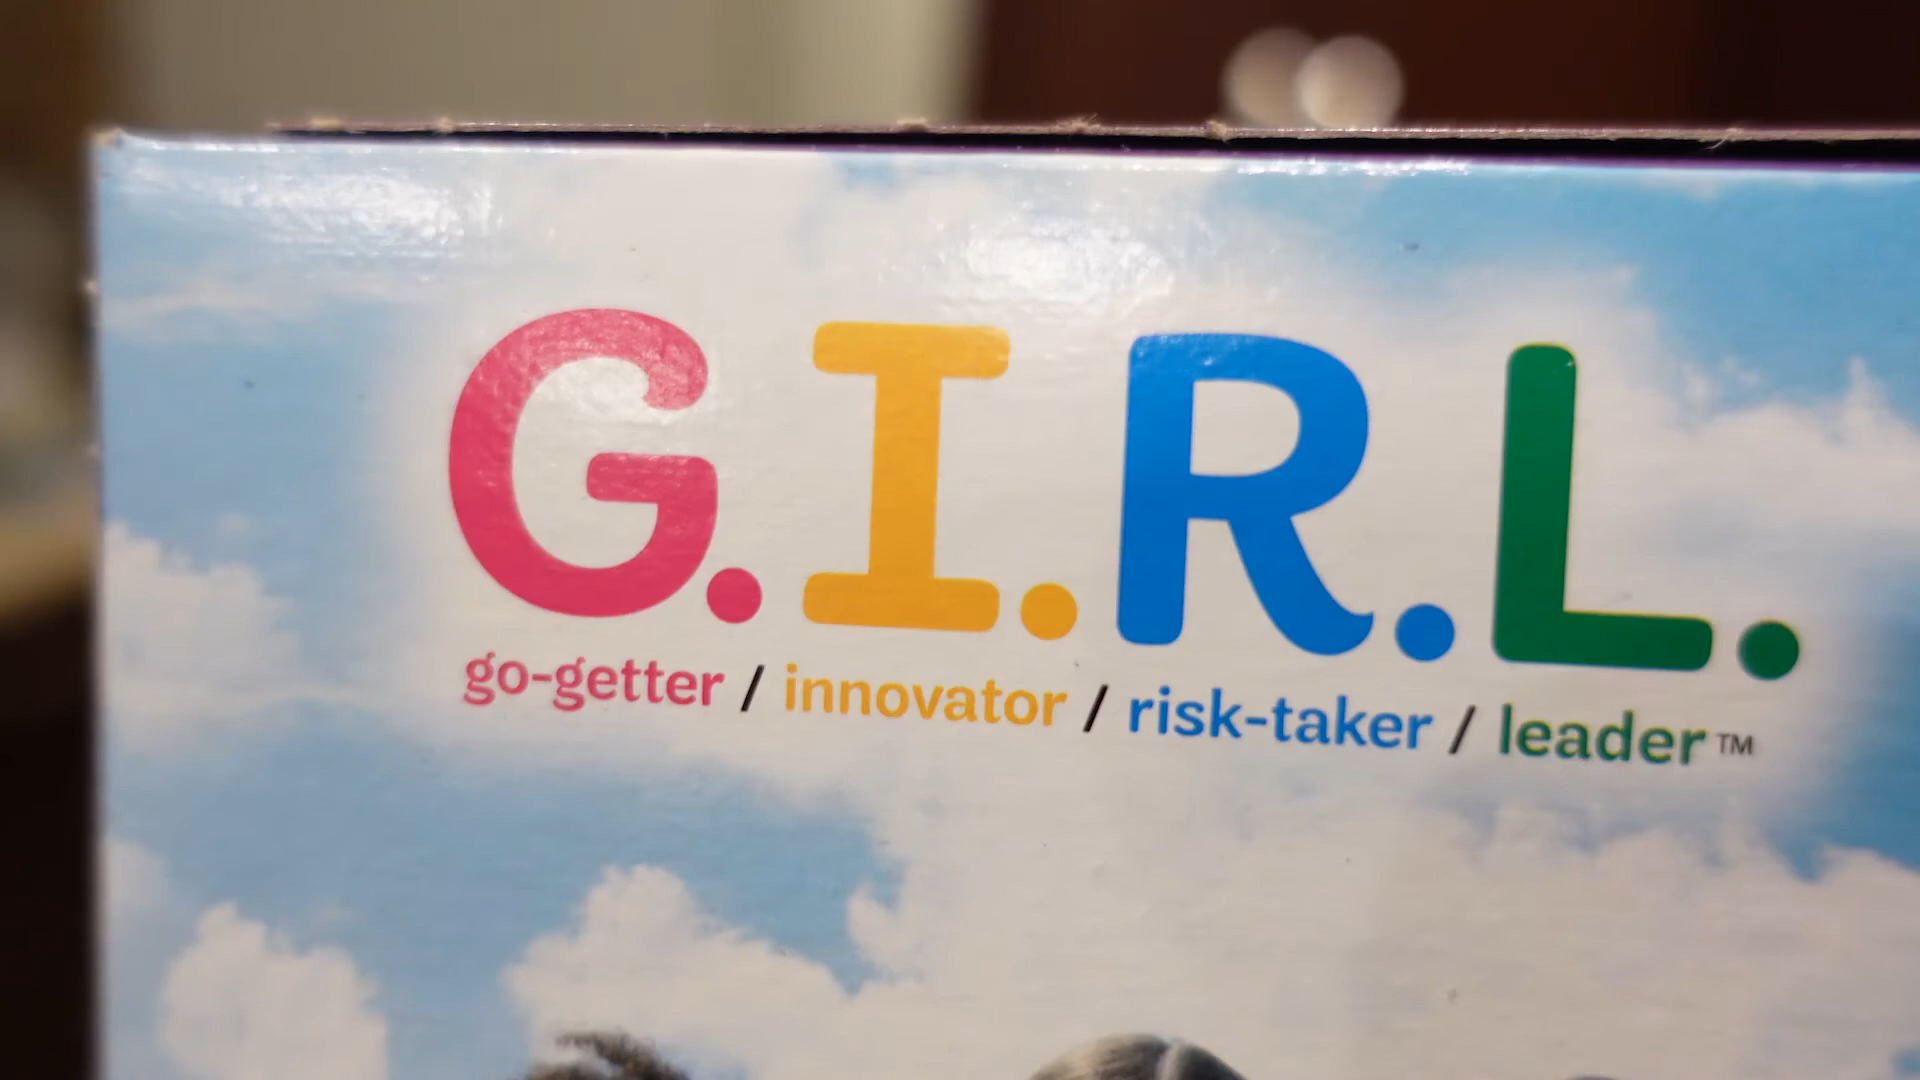 G.I.R.L.
go-getter / innovator / risk-taker / leader™